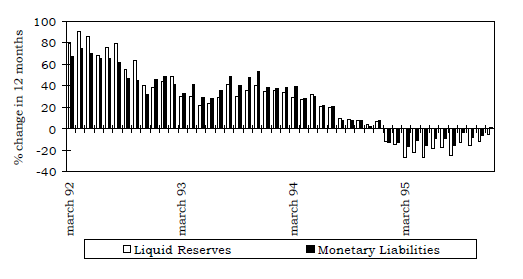 100
80
60
40
20
0
-20
-40
% change in 12 months
march 92
march 93
march 94
march 95
Liquid Reserves
Monetary Liabilities